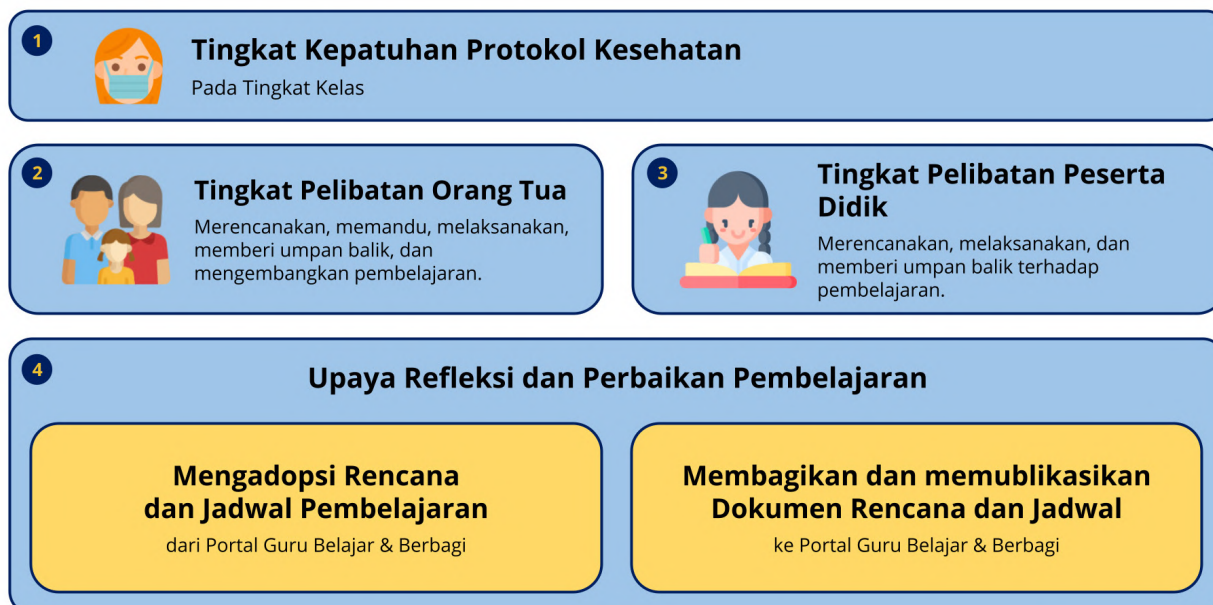 1
Tingkat Kepatuhan Protokol Kesehatan
Pada Tingkat Kelas
2
Tingkat Pelibatan Orang Tua
Merencanakan, memandu, melaksanakan,
memberi umpan balik, dan
mengembangkan pembelajaran.
3
Tingkat Pelibatan Peserta
Didik
Merencanakan, melaksanakan, dan
memberi umpan balik terhadap
pembelajaran.
4
Upaya Refleksi dan Perbaikan Pembelajaran
Mengadopsi Rencana
dan Jadwal Pembelajaran
dari Portal Guru Belajar & Berbagi
Membagikan dan memublikasikan
Dokumen Rencana dan Jadwal
ke Portal Guru Belajar & Berbagi